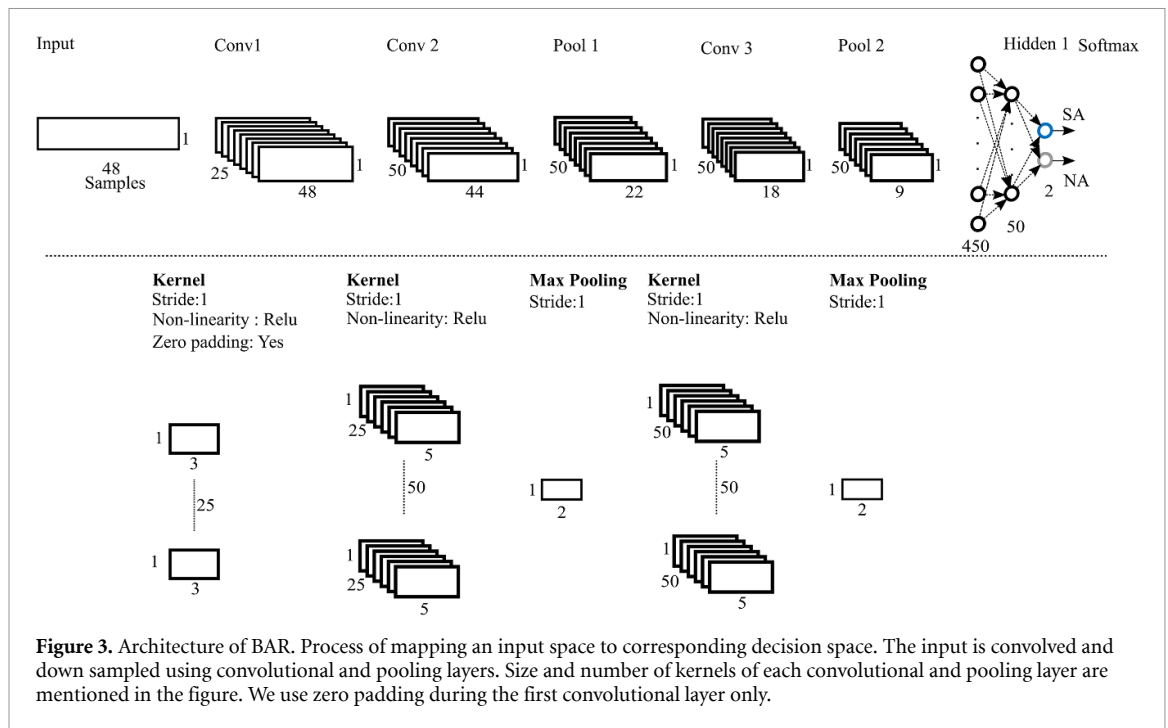 Input
Conv1
Conv 2
Pool 1
Conv 3
Pool 2
Hidden 1
Softmax
1
48
Samples
25
1
48
50
1
44
50
1
22
50
1
18
50
1
9
450
50
2
SA
NA
Kernel
Stride:1
Non-linearity : Relu
Zero padding: Yes
Kernel
Stride:1
Non-linearity: Relu
Max Pooling
Stride:1
Kernel
Stride:1
Non-linearity: Relu
Max Pooling
Stride:1
1
3
25
1
3
1
25
5
50
1
25
5
1
2
1
50
5
50
1
50
5
1
2
Figure 3. Architecture of BAR. Process of mapping an input space to corresponding decision space. The input is convolved and
down sampled using convolutional and pooling layers. Size and number of kernels of each convolutional and pooling layer are
mentioned in the figure. We use zero padding during the first convolutional layer only.